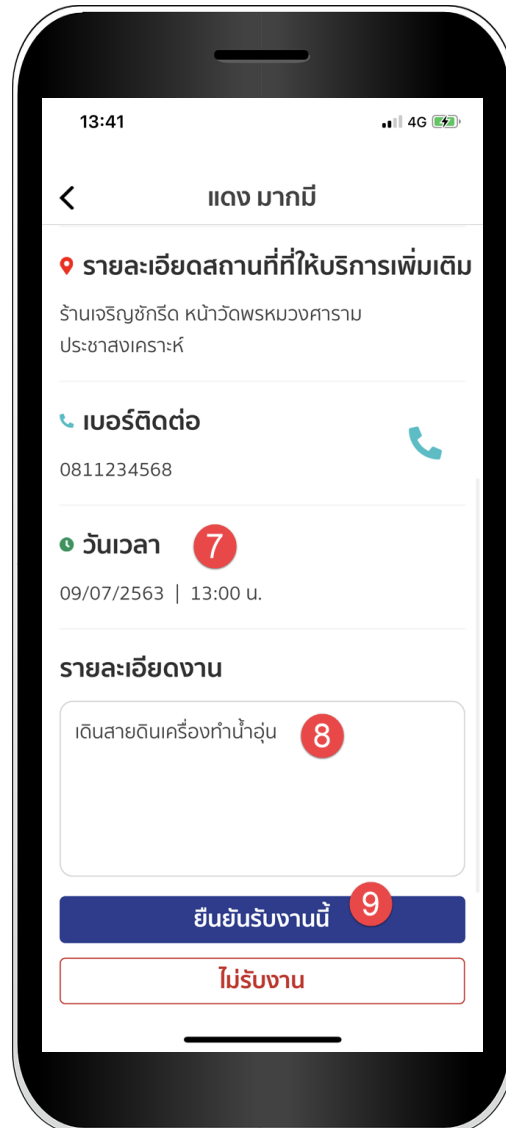 13:41
4G
แดง มากมี
รายละเอียดสถานที่ที่ให้บริการเพิ่มเติม
ร้านเจริญซักรีด หน้าวัดพรหมวงศาราม
ประชาสงเคราะห์
เบอร์ติดต่อ
0811234568
วันเวลา
7
09/07/2563 | 13:00 น.
รายละเอียดงาน
เดินสายดินเครื่องทำน้ำอุ่น
8
ยืนยันรับงานนี้
9
ไม่รับงาน